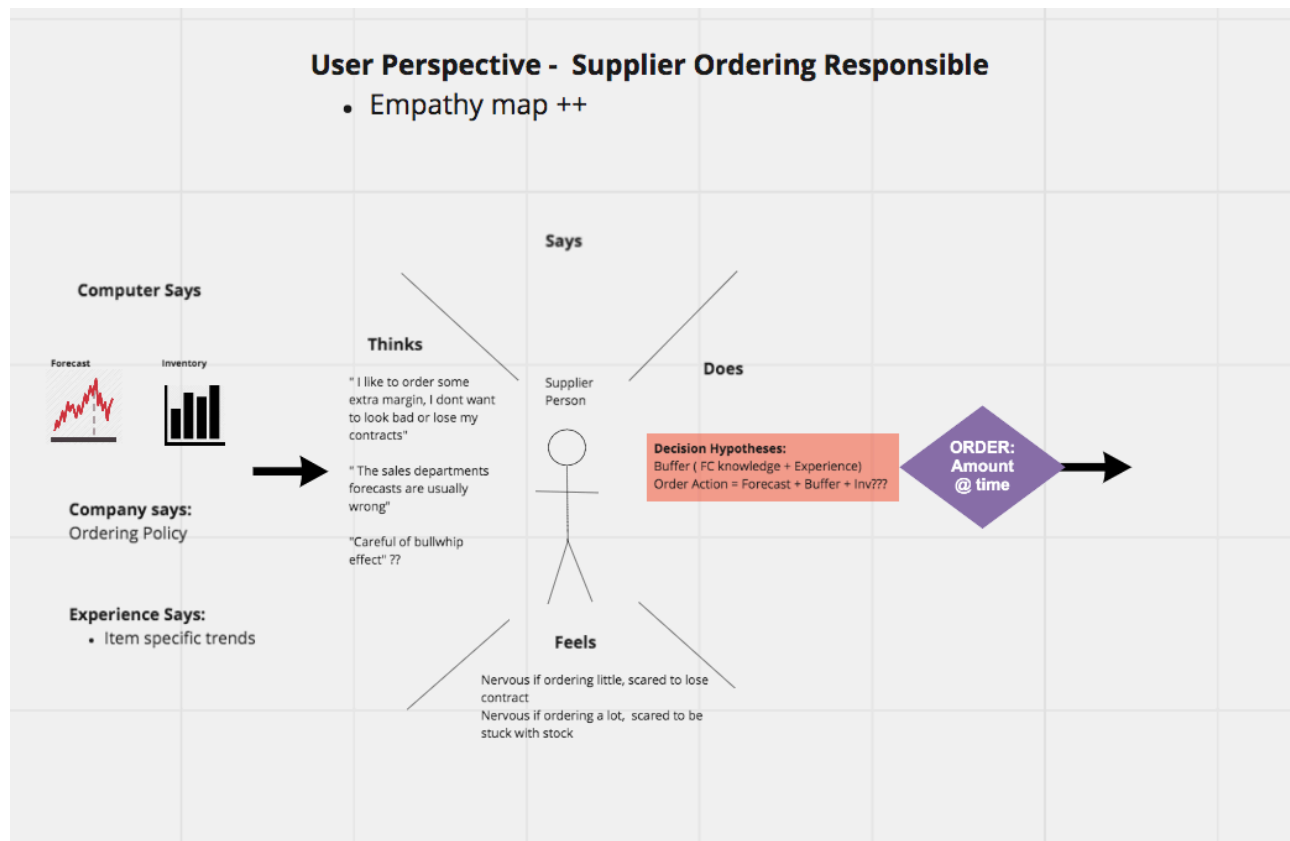 User Perspective -  Supplier Ordering Responsible
• Empathy map ++
Says
Computer Says
Forecast
Inventory
Company says:
Ordering Policy
Experience Says:
• Item specific trends
Thinks
" I like to order some
extra margin, I dont want
to look bad or lose my
contracts"
" The sales departments
forecasts are usually
wrong"
"Careful of bullwhip
effect" ??
Supplier
Person
Does
Decision Hypotheses:
Buffer ( FC knowledge + Experience)
Order Action = Forecast + Buffer + Inv???
ORDER:
Amount
@ time
Feels
Nervous if ordering little, scared to lose
contract
Nervous if ordering a lot,  scared to be
stuck with stock